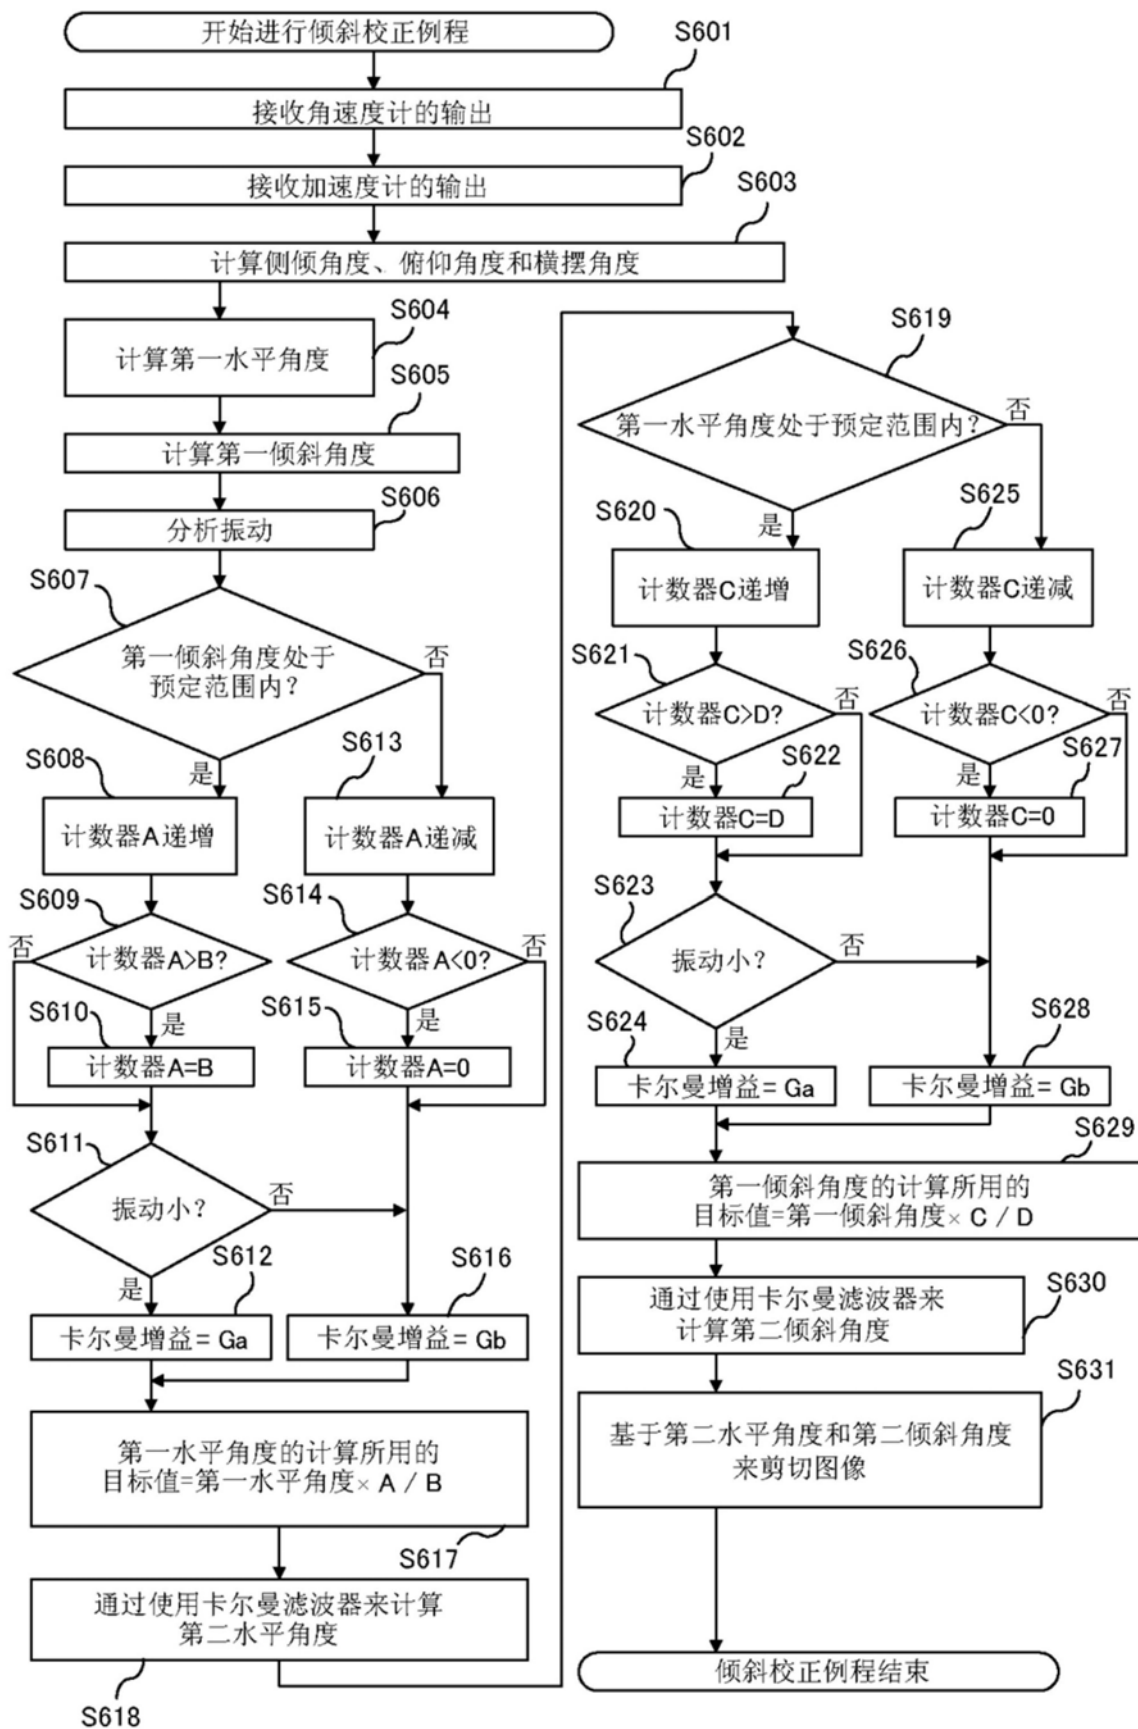 开始进行倾斜校正例程
S601
接收角速度计的输出
S602
接收加速度计的输出
S603
计算侧倾角度、俯仰角度和横摆角度
S604
计算第一水平角度
S605
计算第一倾斜角度
S606
分析振动
S607
第一倾斜角度处于
预定范围内?
否
是
S608
计数器A递增
S613
计数器A递减
S609
否
计数器A>B?
是
S614
计数器A<0?
否
是
S610
计数器A=B
S615
计数器A=0
S611
振动小?
否
是
S612
卡尔曼增益= Ga
S616
卡尔曼增益= Gb
第一水平角度的计算所用的
目标值=第一水平角度× A / B
S617
通过使用卡尔曼滤波器来计算
第二水平角度
S618
S619
第一水平角度处于预定范围内?
否
是
S620
计数器C递增
S625
计数器C递减
S621
计数器C>D?
否
是
S626
计数器C<0?
否
是
S622
计数器C=D
S627
计数器C=0
S623
振动小?
否
是
S624
卡尔曼增益= Ga
S628
卡尔曼增益= Gb
S629
第一倾斜角度的计算所用的
目标值=第一倾斜角度× C / D
S630
通过使用卡尔曼滤波器来
计算第二倾斜角度
S631
基于第二水平角度和第二倾斜角度
来剪切图像
倾斜校正例程结束